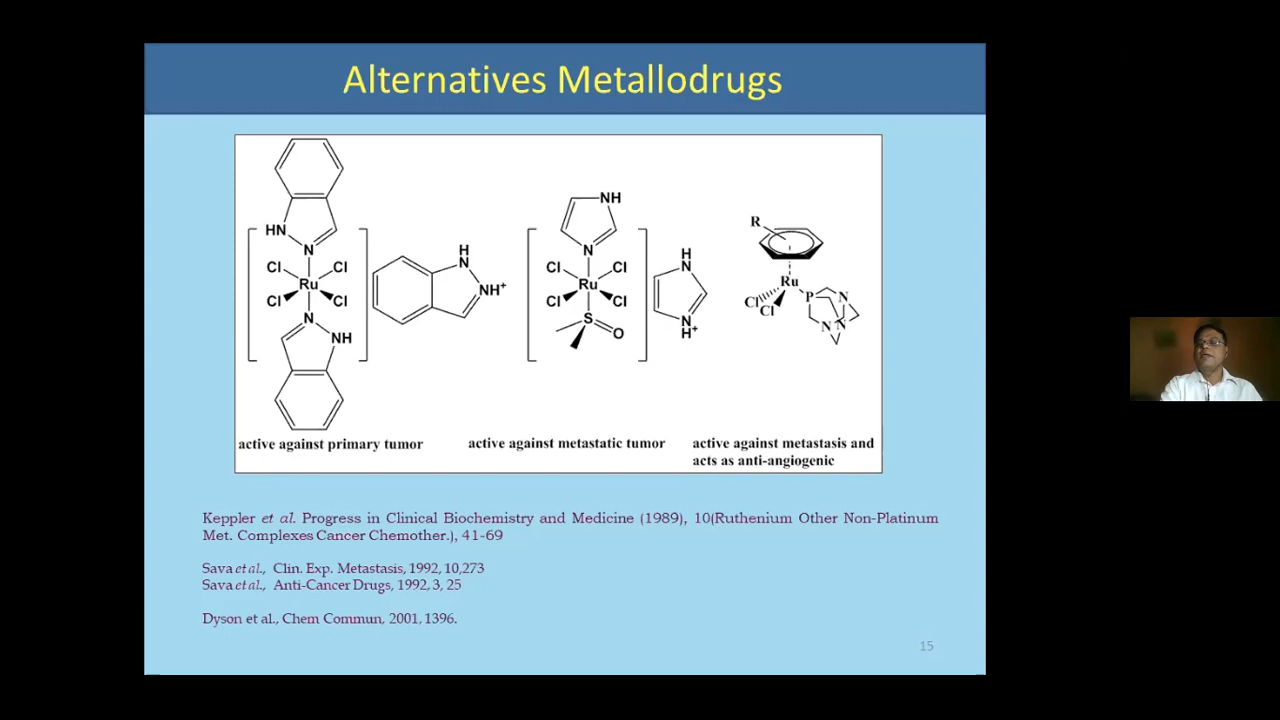 Alternatives Metallodrugs
HN
N
Cl
Cl
Ru
Cl
Cl
N
NH
H
N
NH+
NH
N
Cl
Cl
Ru
Cl
Cl
S
O
H
N
N
H+
R
Ru
Cl
Cl
P
N
N
N
active against primary tumor
active against metastatic tumor
active against metastasis and
acts as anti-angiogenic
Keppler et al. Progress in Clinical Biochemistry and Medicine (1989), 10(Ruthenium Other Non-Platinum
Met. Complexes Cancer Chemother.), 41-69
Sava et al., Clin. Exp. Metastasis, 1992, 10,273
Sava et al., Anti-Cancer Drugs, 1992, 3, 25
Dyson et al., Chem Commun, 2001, 1396.
15